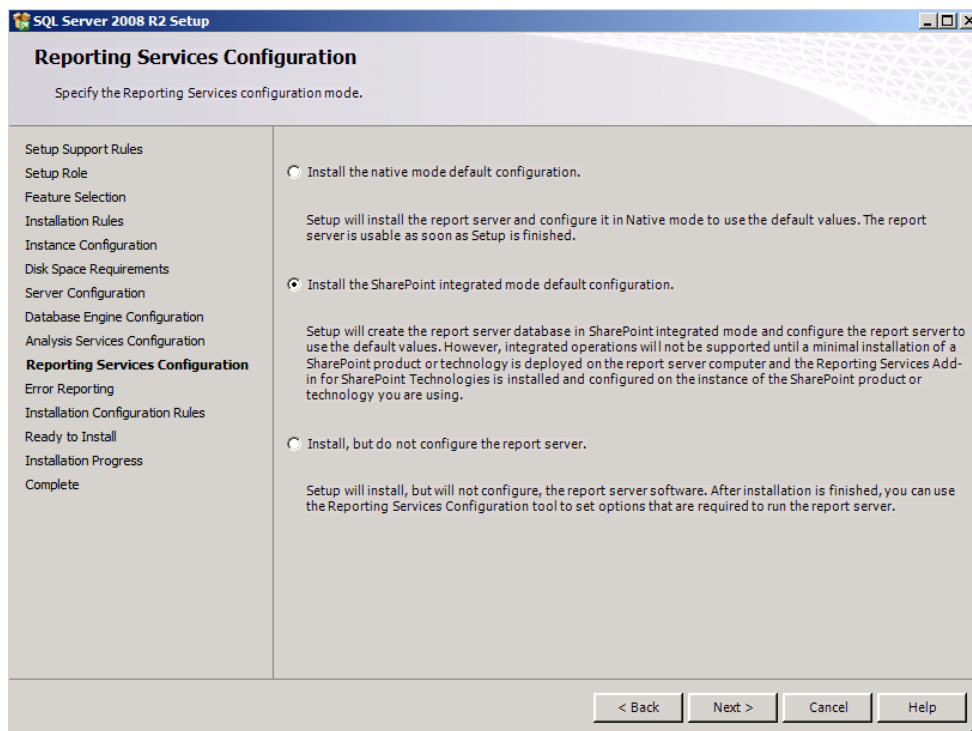 SQL Server 2008 R2 Setup
Reporting Services Configuration
Specify the Reporting Services configuration mode.
Setup Support Rules
Setup Role
Feature Selection
Installation Rules
Instance Configuration
Disk Space Requirements
Server Configuration
Database Engine Configuration
Analysis Services Configuration
Reporting Services Configuration
Error Reporting
Installation Configuration Rules
Ready to Install
Installation Progress
Complete
Install the native mode default configuration.
Setup will install the report server and configure it in Native mode to use the default values. The report
server is usable as soon as Setup is finished.
Install the SharePoint integrated mode default configuration.
Setup will create the report server database in SharePoint integrated mode and configure the report server to
use the default values. However, integrated operations will not be supported until a minimal installation of a
SharePoint product or technology is deployed on the report server computer and the Reporting Services Add-
in for SharePoint Technologies is installed and configured on the instance of the SharePoint product or
technology you are using.
Install, but do not configure the report server.
Setup will install, but will not configure, the report server software. After installation is finished, you can use
the Reporting Services Configuration tool to set options that are required to run the report server.
< Back
Next >
Cancel
Help